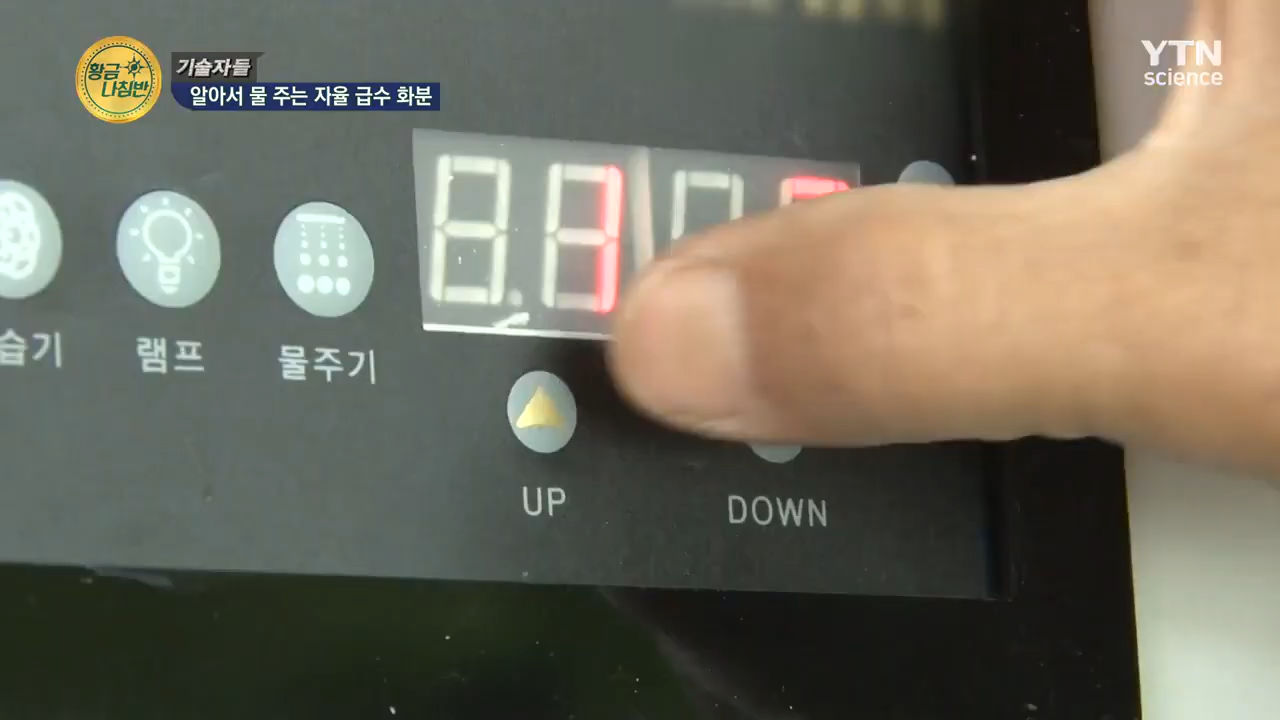 황금
나침반
기술자들
알아서 물 주는 자율 급수 화분
YTN
science
습기
램프
물주기
UP
DOWN